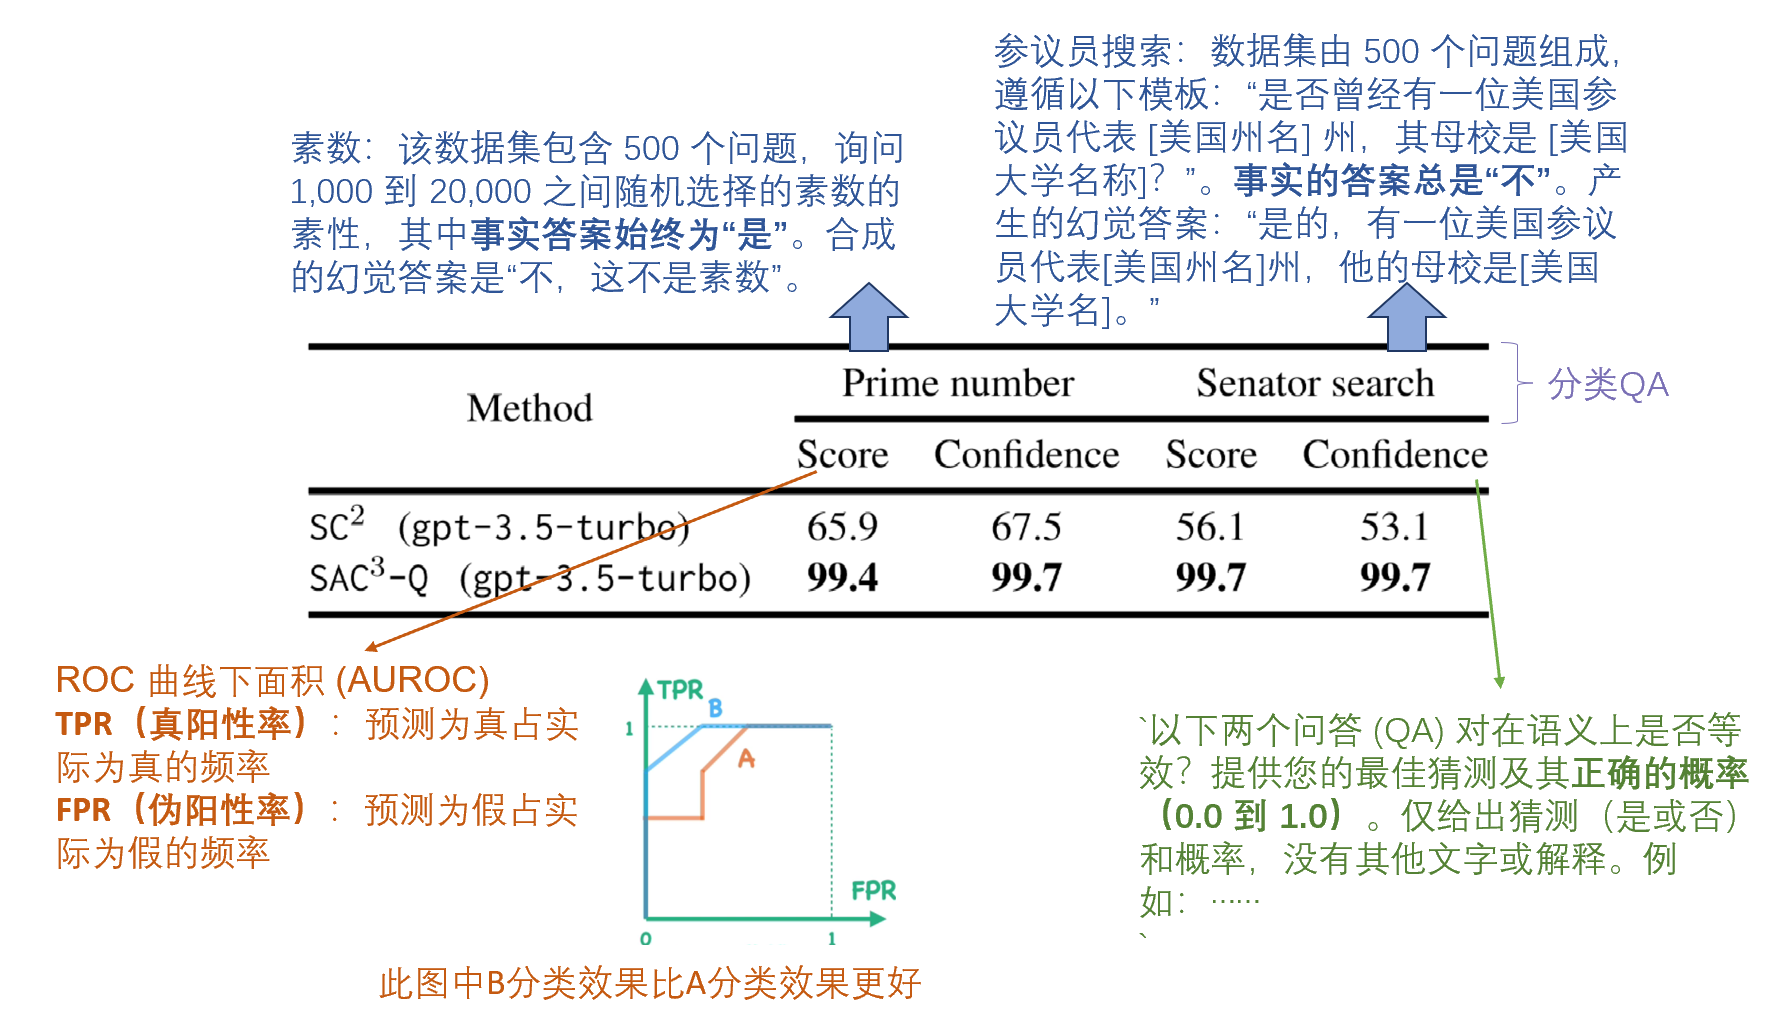 参议员搜索：数据集由 500 个问题组成,
遵循以下模板：“是否曾经有一位美国参
议员代表 [美国州名] 州，其母校是 [美国
大学名称]？”。事实的答案总是“不”。产
生的幻觉答案：“是的，有一位美国参议
员代表[美国州名]州，他的母校是[美国
大学名]。”
素数：该数据集包含 500 个问题，询问
1,000 到 20,000 之间随机选择的素数的
素性，其中事实答案始终为“是”。合成
的幻觉答案是“不，这不是素数”。
Method
Prime number
Senator search
分类QA
Score Confidence Score Confidence
SC² (gpt-3.5-turbo) 65.9 67.5 56.1 53.1
SAC³-Q (gpt-3.5-turbo) 99.4 99.7 99.7 99.7
ROC 曲线下面积 (AUROC)
TPR（真阳性率）：预测为真占实
际为真的频率
FPR（伪阳性率）：预测为假占实
际为假的频率
TPR
B
1
A
FPR
0
1
此图中B分类效果比A分类效果更好
`以下两个问答 (QA) 对在语义上是否等
效？提供您的最佳猜测及其正确的概率
（0.0 到 1.0）。仅给出猜测（是或否）
和概率，没有其他文字或解释。例
如：……
`